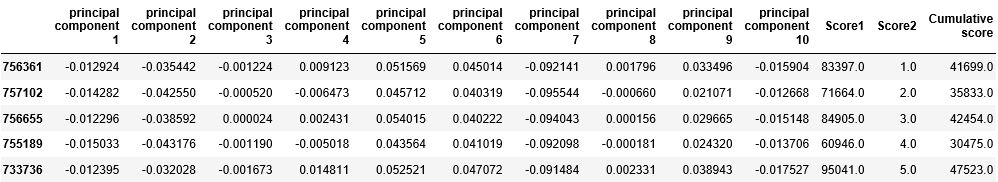 principal component 1 principal component 2 principal component 3 principal component 4 principal component 5 principal component 6 principal component 7 principal component 8 principal component 9 principal component 10 Score1 Score2 Cumulative score
756361 -0.012924 -0.035442 -0.001224 0.009123 0.051569 0.045014 -0.092141 0.001796 0.033496 -0.015904 83397.0 1.0 41699.0
757102 -0.014282 -0.042550 -0.000520 -0.006473 0.045712 0.040319 -0.095544 -0.000660 0.021071 -0.012668 71664.0 2.0 35833.0
756655 -0.012296 -0.038592 0.000024 0.002431 0.054015 0.040222 -0.094043 0.000156 0.029665 -0.015148 84905.0 3.0 42454.0
755189 -0.015033 -0.043176 -0.001190 -0.005018 0.043564 0.041019 -0.092098 -0.000181 0.024320 -0.013706 60946.0 4.0 30475.0
733736 -0.012395 -0.032028 -0.001673 0.014811 0.052521 0.047072 -0.091484 0.002331 0.038943 -0.017527 95041.0 5.0 47523.0